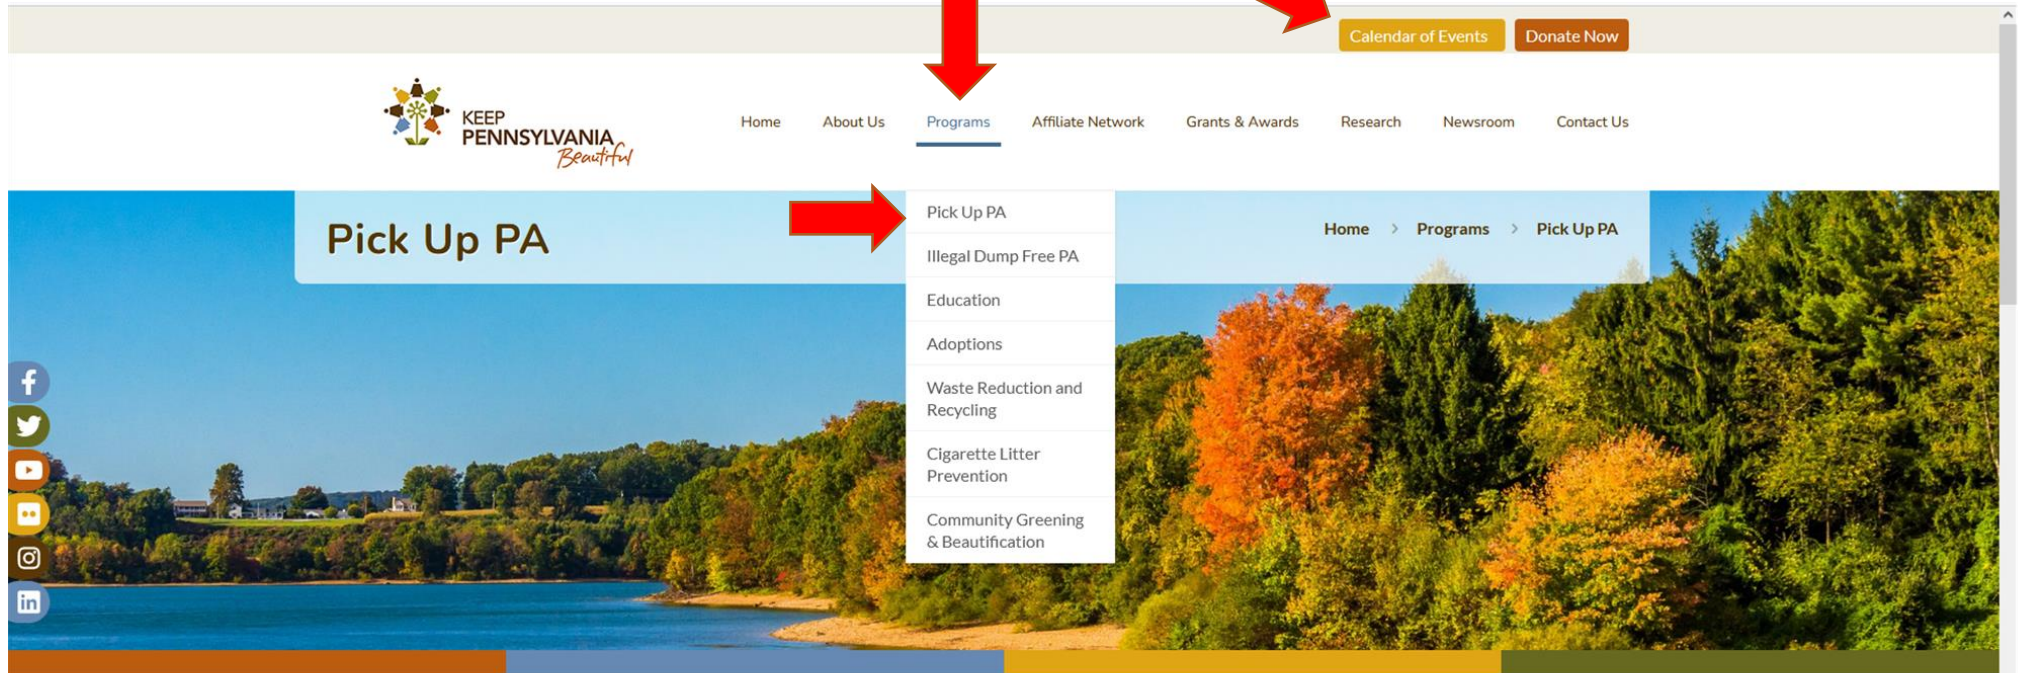 Calendar of Events
Donate Now
KEEP
PENNSYLVANIA
Beautiful
Home
About Us
Programs
Affiliate Network
Grants & Awards
Research
Newsroom
Contact Us
Pick Up PA
Home > Programs > Pick Up PA
Pick Up PA
Illegal Dump Free PA
Education
Adoptions
Waste Reduction and
Recycling
Cigarette Litter
Prevention
Community Greening
& Beautification